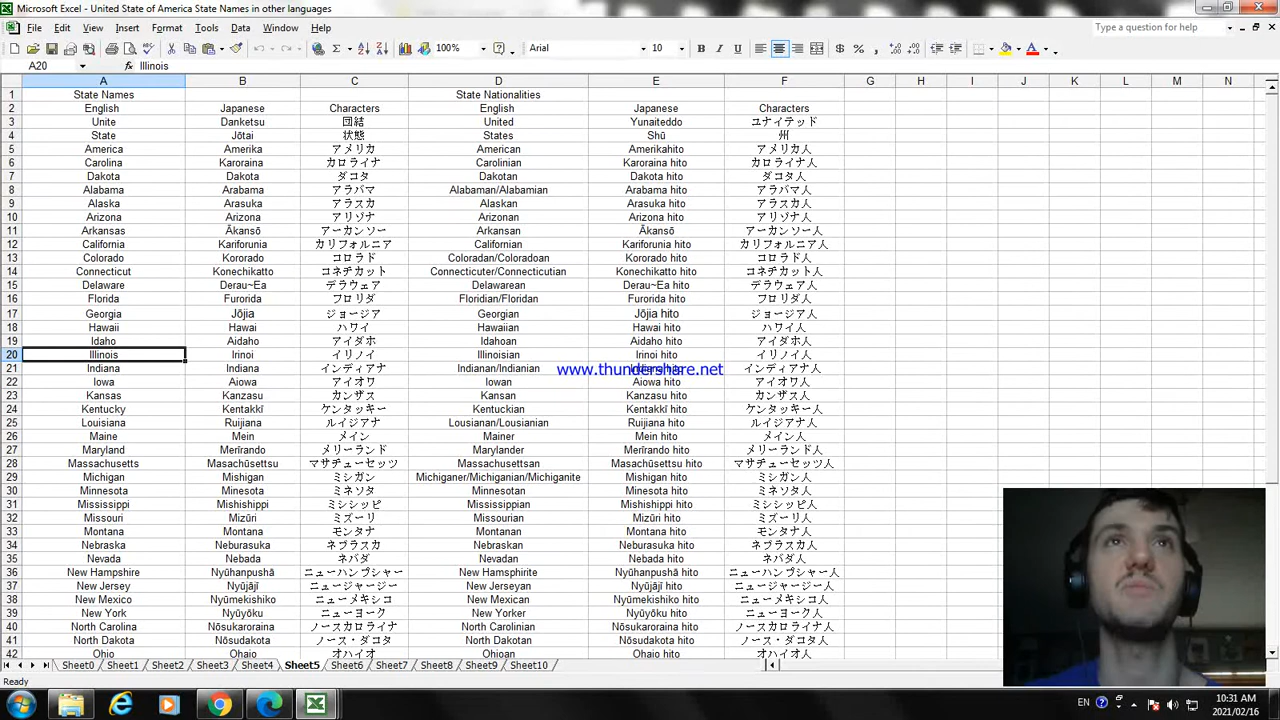 Microsoft Excel - United State of America State Names in other languages
File Edit View Insert Format Tools Data Window Help Type a question for help
100% Arial 10 B I U
A20 fx Illinois
A B C D E F G H I J K L M N
1 State Names State Nationalities
2 English Japanese Characters English Japanese Characters
3 Unite Danketsu 団結 United Yunaiteddo ユナイテッド
4 State Jōtai 状態 States Shū 州
5 America Amerika アメリカ American Amerikahito アメリカ人
6 Carolina Karoraina カロライナ Carolinian Karoraina hito カロライナ人
7 Dakota Dakota ダコタ Dakotan Dakota hito ダコタ人
8 Alabama Arabama アラバマ Alabaman/Alabamian Arabama hito アラバマ人
9 Alaska Arasuka アラスカ Alaskan Arasuka hito アラスカ人
10 Arizona Arizona アリゾナ Arizonan Arizona hito アリゾナ人
11 Arkansas Ākansō アーカンソー Arkansan Ākansō アーカンソー人
12 California Kariforunia カリフォルニア Californian Kariforunia hito カリフォルニア人
13 Colorado Kororado コロラド Coloradan/Coloradoan Kororado hito コロラド人
14 Connecticut Konechikatto コネチカット Connecticuter/Connecticutian Konechikatto hito コネチカット人
15 Delaware Derau~Ea デラウェア Delawarean Derau~Ea hito デラウェア人
16 Florida Furorida フロリダ Floridian/Floridan Furorida hito フロリダ人
17 Georgia Jōjia ジョージア Georgian Jōjia hito ジョージア人
18 Hawaii Hawai ハワイ Hawaiian Hawai hito ハワイ人
19 Idaho Aidaho アイダホ Idahoan Aidaho hito アイダホ人
20 Illinois Irinoi イリノイ Illinoisian Irinoi hito イリノイ人
21 Indiana Indiana インディアナ Indianan/Indianian www.thundershare.net インディアナ人
22 Iowa Aiowa アイオワ Iowan Aiowa hito アイオワ人
23 Kansas Kanzasu カンザス Kansan Kanzasu hito カンザス人
24 Kentucky Kentakkī ケンタッキー Kentuckian Kentakkī hito ケンタッキー人
25 Louisiana Ruijiana ルイジアナ Lousianan/Lousianian Ruijiana hito ルイジアナ人
26 Maine Mein メイン Mainer Mein hito メイン人
27 Maryland Merīrando メリーランド Marylander Merīrando hito メリーランド人
28 Massachusetts Masachūsettsu マサチューセッツ Massachusettsan Masachūsettsu hito マサチューセッツ人
29 Michigan Mishigan ミシガン Michiganer/Michiganian/Michiganite Mishigan hito ミシガン人
30 Minnesota Minesota ミネソタ Minnesotan Minesota hito ミネソタ人
31 Mississippi Mishishippi ミシシッピ Mississippian Mishishippi hito ミシシッピ人
32 Missouri Mizūri ミズーリ Missourian Mizūri hito ミズーリ人
33 Montana Montana モンタナ Montanan Montana hito モンタナ人
34 Nebraska Neburasuka ネブラスカ Nebraskan Neburasuka hito ネブラスカ人
35 Nevada Nebada ネバダ Nevadan Nebada hito ネバダ人
36 New Hampshire Nyūhanpushā ニューハンプシャー New Hamsphirite Nyūhanpushā hito ニューハンプシャー人
37 New Jersey Nyūjājī ニュージャージー New Jerseyan Nyūjājī hito ニュージャージー人
38 New Mexico Nyūmekishiko ニューメキシコ New Mexican Nyūmekishiko hito ニューメキシコ人
39 New York Nyūyōku ニューヨーク New Yorker Nyūyōku hito ニューヨーク人
40 North Carolina Nōsukaroraina ノースカロライナ North Carolinian Nōsukaroraina hito ノースカロライナ人
41 North Dakota Nōsudakota ノース・ダコタ North Dakotan Nōsudakota hito ノース・ダコタ人
42 Ohio Ohaio オハイオ Ohioan Ohaio hito オハイオ人
Sheet0 Sheet1 Sheet2 Sheet3 Sheet4 Sheet5 Sheet6 Sheet7 Sheet8 Sheet9 Sheet10
Ready
EN 10:31 AM
2021/02/16